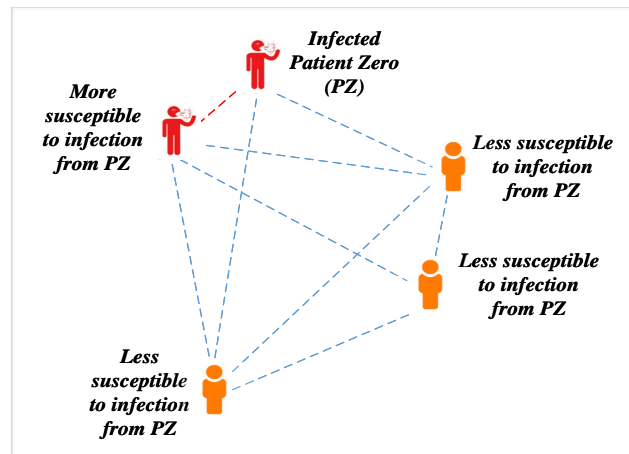 Infected
Patient Zero
(PZ)
More
susceptible
to infection
from PZ
Less susceptible
to infection
from PZ
Less susceptible
to infection
from PZ
Less
susceptible
to infection
from PZ